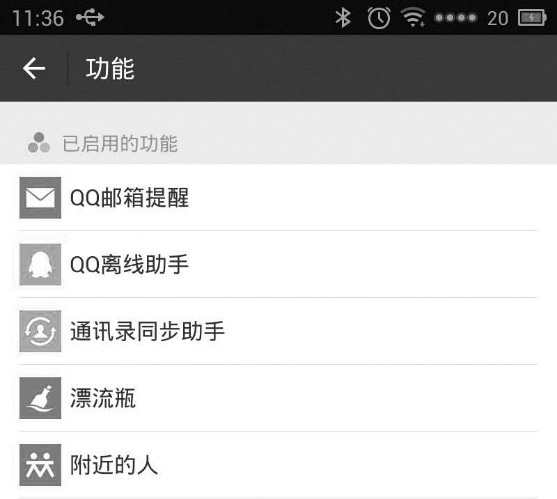 11:36 20
功能
已启用的功能
QQ邮箱提醒
QQ离线助手
通讯录同步助手
漂流瓶
附近的人